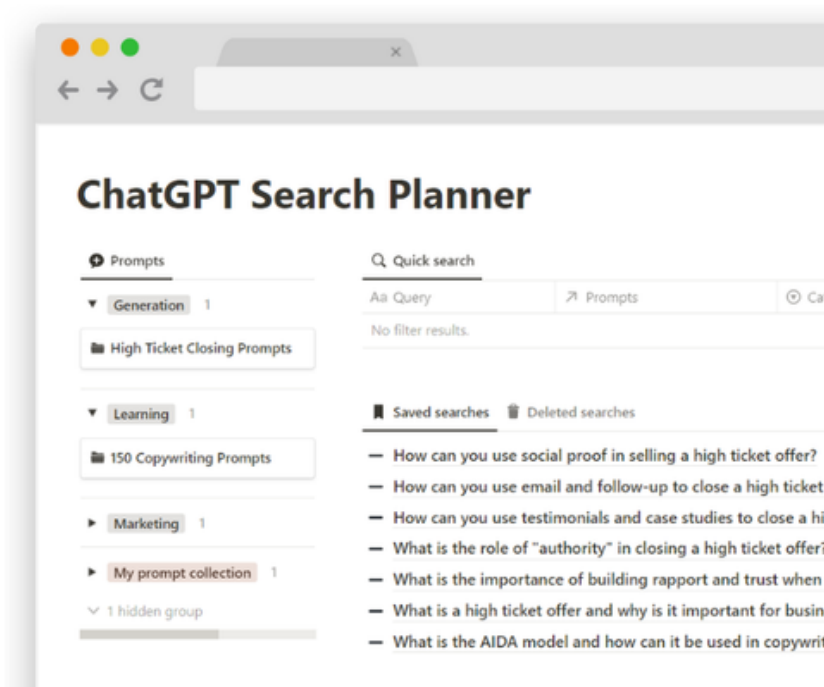 ChatGPT Search Planner
Prompts
Generation 1
High Ticket Closing Prompts
Learning 1
150 Copywriting Prompts
Marketing 1
My prompt collection 1
1 hidden group
Quick search
Aa Query Prompts
No filter results.
Saved searches Deleted searches
How can you use social proof in selling a high ticket offer?
How can you use email and follow-up to close a high ticket
How can you use testimonials and case studies to close a
What is the role of "authority" in closing a high ticket offer?
What is the importance of building rapport and trust when
What is a high ticket offer and why is it important for
What is the AIDA model and how can it be used in